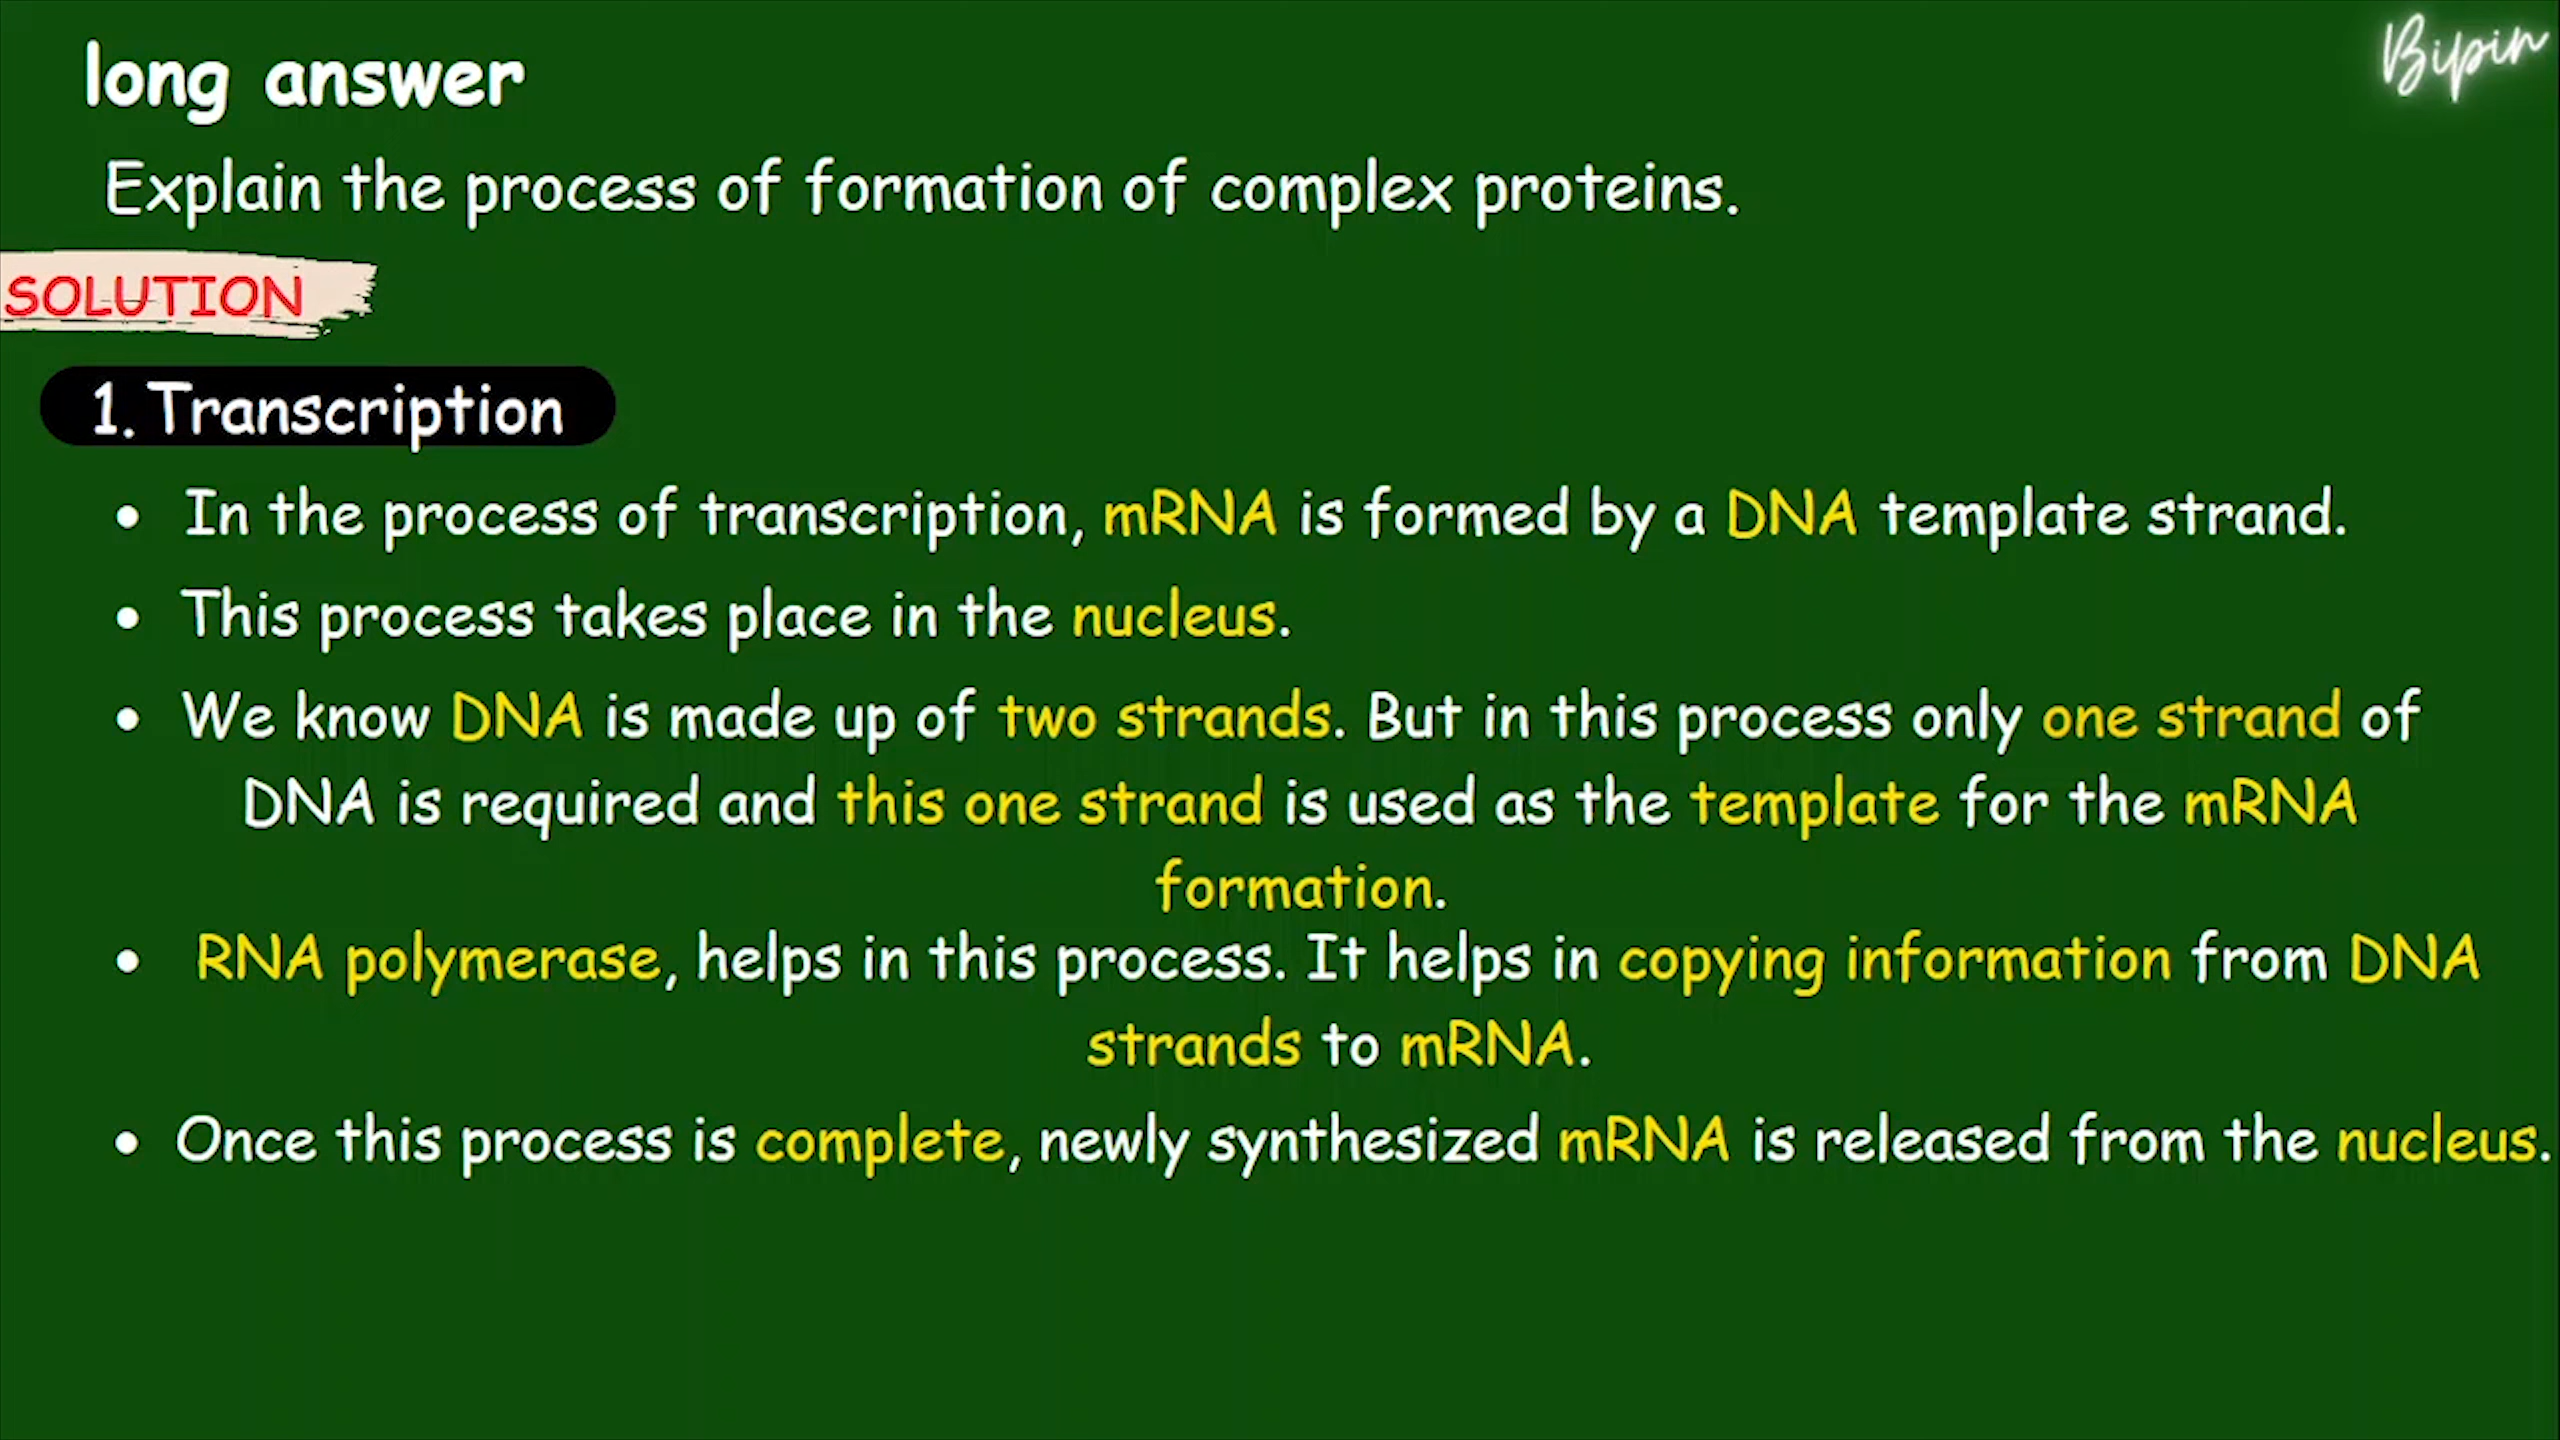 long answer
Bipin
Explain the process of formation of complex proteins.
SOLUTION
1. Transcription
• In the process of transcription, mRNA is formed by a DNA template strand.
• This process takes place in the nucleus.
• We know DNA is made up of two strands. But in this process only one strand of
DNA is required and this one strand is used as the template for the mRNA
formation.
• RNA polymerase, helps in this process. It helps in copying information from DNA
strands to mRNA.
• Once this process is complete, newly synthesized mRNA is released from the nucleus.